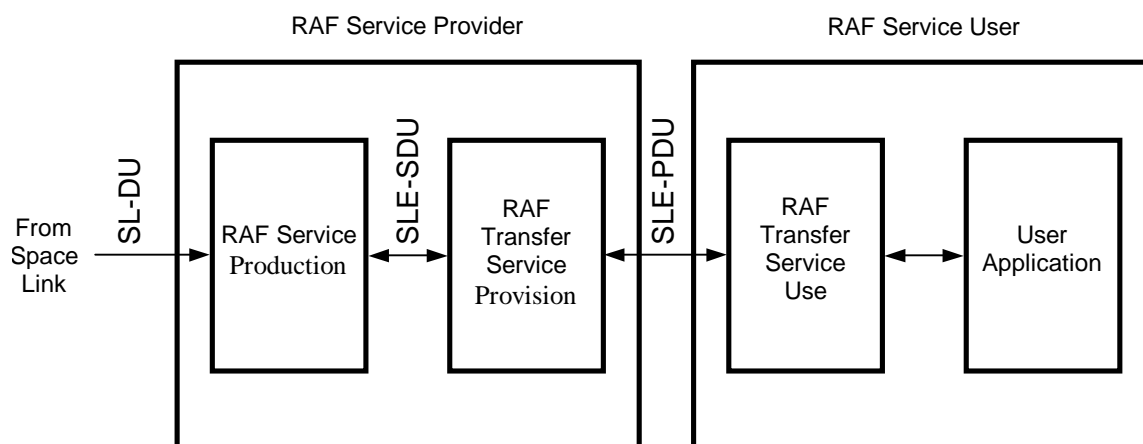 RAF Service Provider
RAF Service User
From
Space
Link
SL-DU
RAF Service
Production
SLE-SDU
RAF
Transfer
Service
Provision
SLE-PDU
RAF
Transfer
Service
Use
User
Application